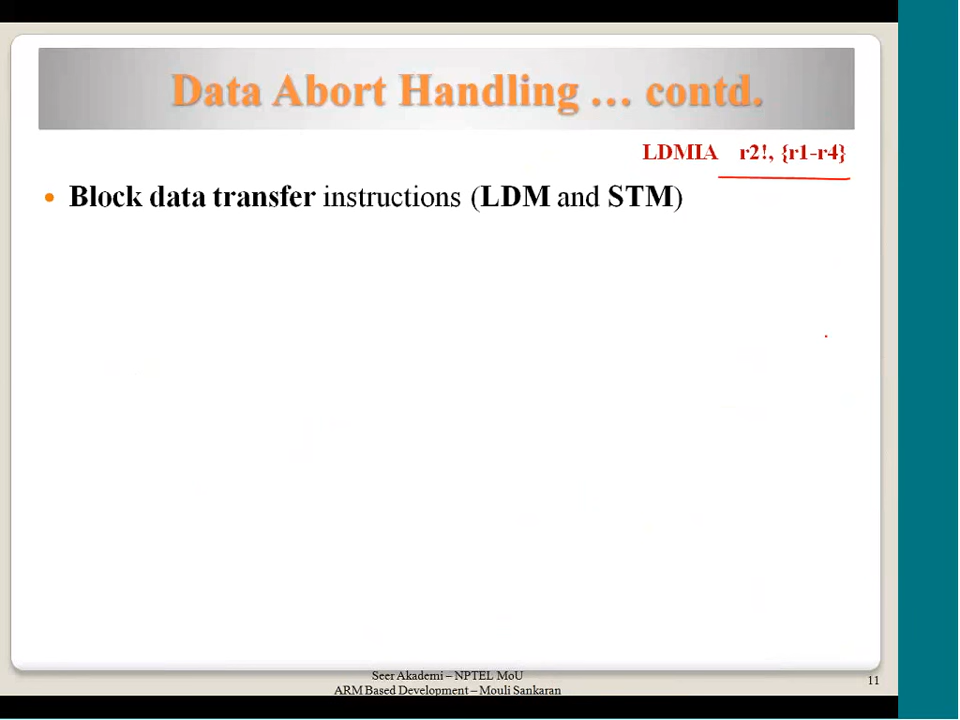 Data Abort Handling ... contd.
LDMIA r2!, {r1-r4}
• Block data transfer instructions (LDM and STM)
Seer Akademi – NPTEL MoU
ARM Based Development – Mouli Sankaran
11